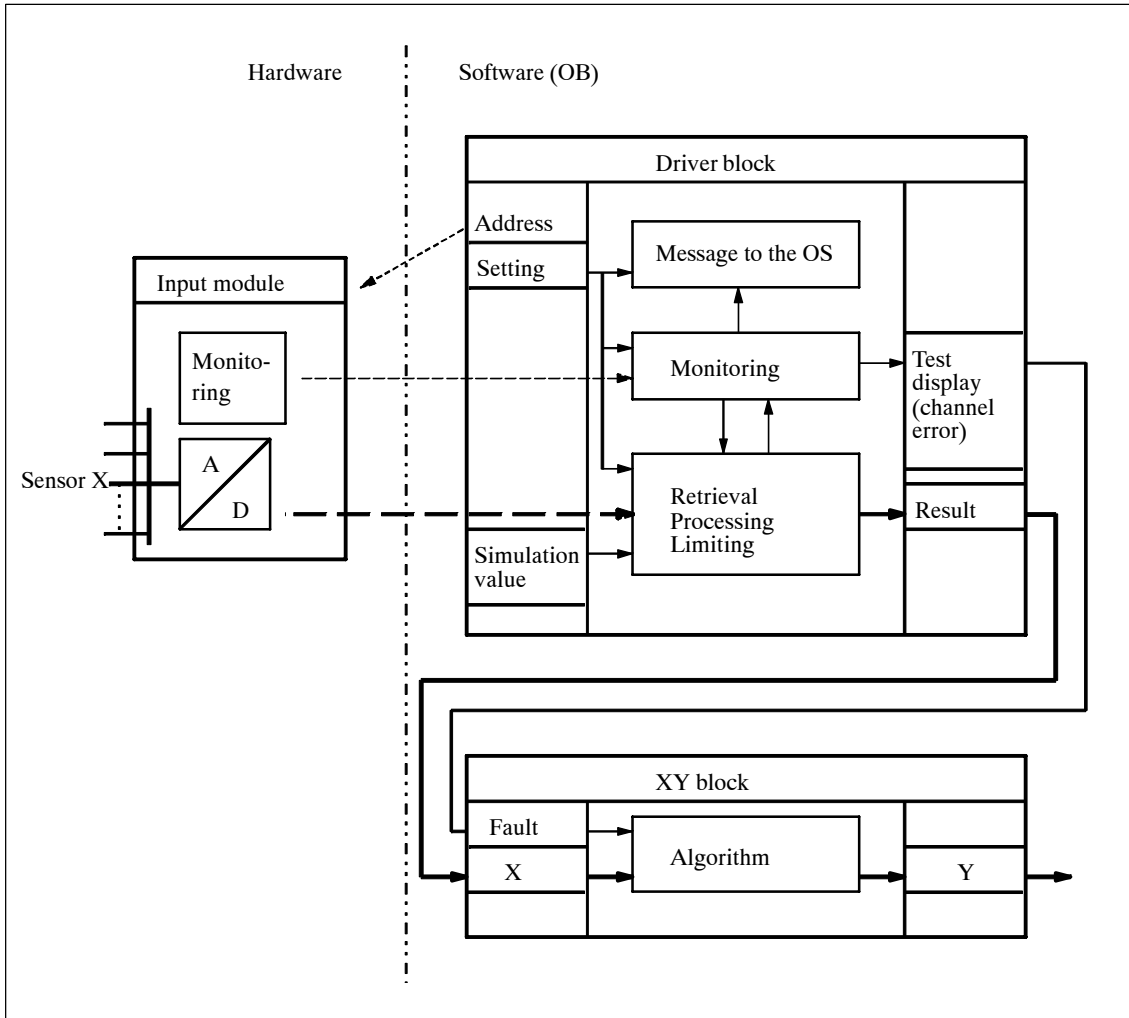 Hardware
Software (OB)
Driver block
Address
Setting
Message to the OS
Input module
Monito-
ring
Monitoring
Test
display
(channel
error)
A
D
Sensor X
Retrieval
Processing
Limiting
Result
Simulation
value
XY block
Fault
X
Algorithm
Y